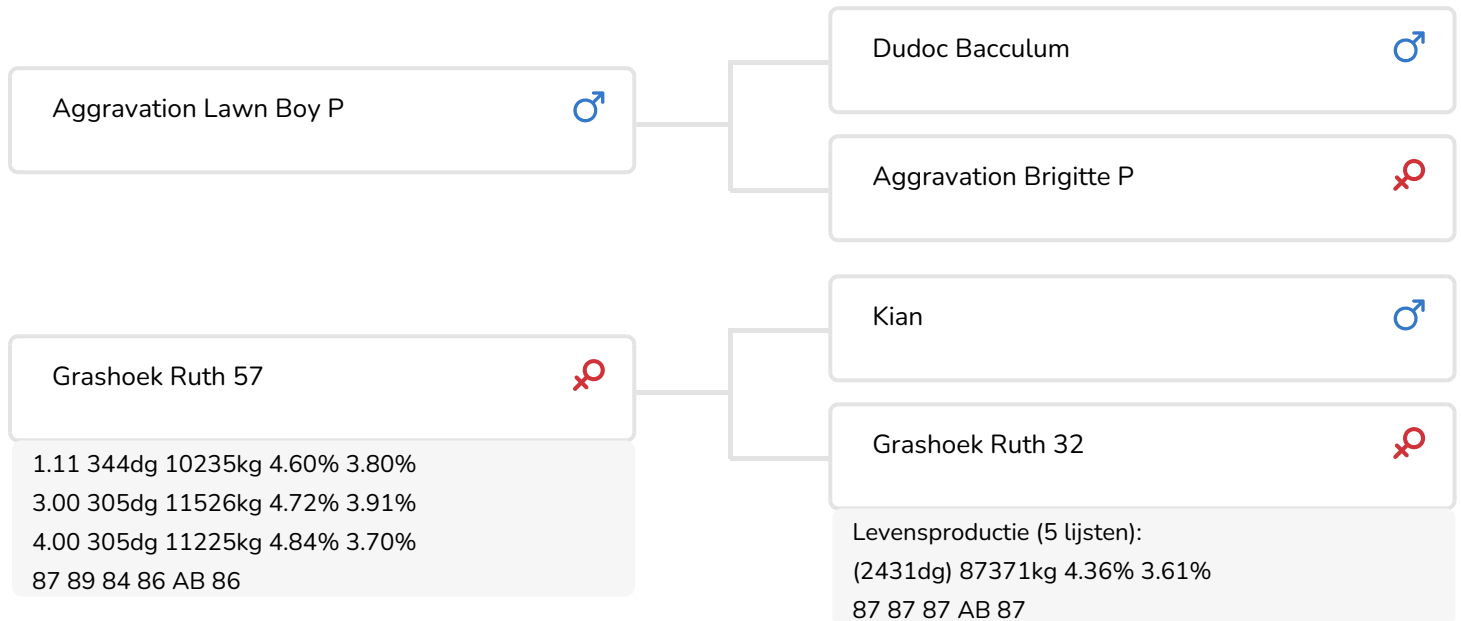 Aggravation Lawn Boy P
Dudoc Bacculum
Aggravation Brigitte P
Grashoek Ruth 57
1.11 344dg 10235kg 4.60% 3.80%
3.00 305dg 11526kg 4.72% 3.91%
4.00 305dg 11225kg 4.84% 3.70%
87 89 84 86 AB 86
Kian
Grashoek Ruth 32
Levensproductie (5 lijsten):
(2431dg) 87371kg 4.36% 3.61%
87 87 87 AB 87